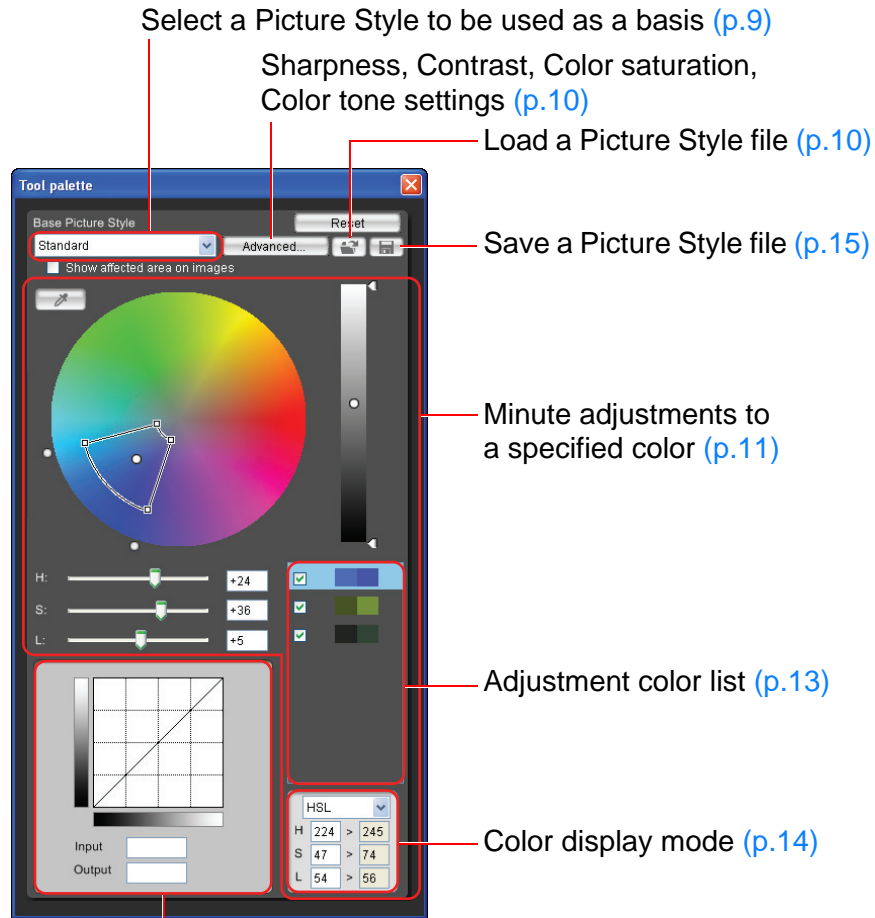 Select a Picture Style to be used as a basis (p.9)
Sharpness, Contrast, Color saturation,
Color tone settings (p.10)
Load a Picture Style file (p.10)
Tool palette
Base Picture Style
Reset
Standard
Advanced...
Save a Picture Style file (p.15)
Show affected area on images
Minute adjustments to
a specified color (p.11)
H: +24
S: +36
L: +5
Adjustment color list (p.13)
HSL
H 224 > 245
S 47 > 74
L 54 > 56
Color display mode (p.14)
Input
Output